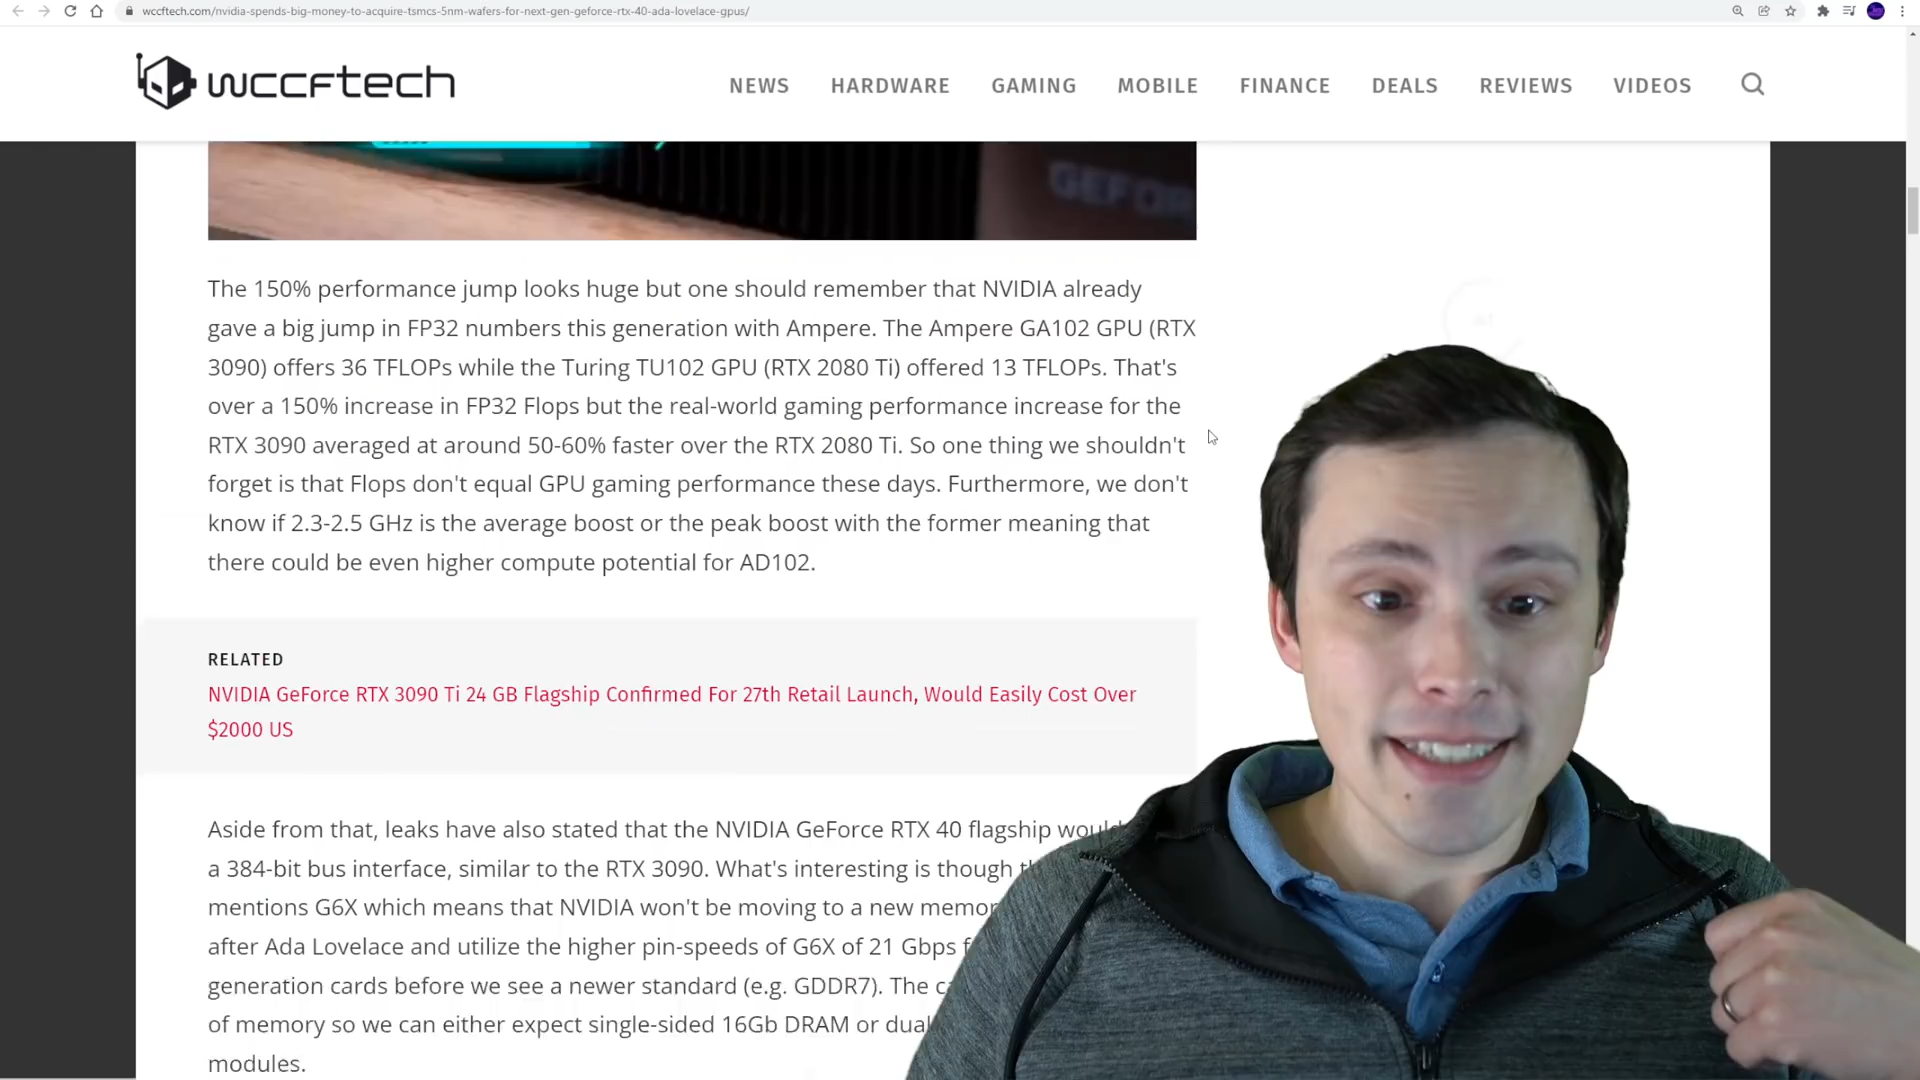 wccftech.com/nvidia-spends-big-money-to-acquire-tsmcs-5nm-wafers-for-next-gen-geforce-rtx-40-ada-lovelace-gpus/
wccftech
NEWS HARDWARE GAMING MOBILE FINANCE DEALS REVIEWS VIDEOS
GEFOR
The 150% performance jump looks huge but one should remember that NVIDIA already
gave a big jump in FP32 numbers this generation with Ampere. The Ampere GA102 GPU (RTX
3090) offers 36 TFLOPs while the Turing TU102 GPU (RTX 2080 Ti) offered 13 TFLOPs. That's
over a 150% increase in FP32 Flops but the real-world gaming performance increase for the
RTX 3090 averaged at around 50-60% faster over the RTX 2080 Ti. So one thing we shouldn't
forget is that Flops don't equal GPU gaming performance these days. Furthermore, we don't
know if 2.3-2.5 GHz is the average boost or the peak boost with the former meaning that
there could be even higher compute potential for AD102.
RELATED
NVIDIA GeForce RTX 3090 Ti 24 GB Flagship Confirmed For 27th Retail Launch, Would Easily Cost Over
$2000 US
Aside from that, leaks have also stated that the NVIDIA GeForce RTX 40 flagship would
a 384-bit bus interface, similar to the RTX 3090. What's interesting is though
mentions G6X which means that NVIDIA won't be moving to a new
after Ada Lovelace and utilize the higher pin-speeds of G6X of 21 Gbps
generation cards before we see a newer standard (e.g. GDDR7). The
of memory so we can either expect single-sided 16Gb DRAM or
modules.